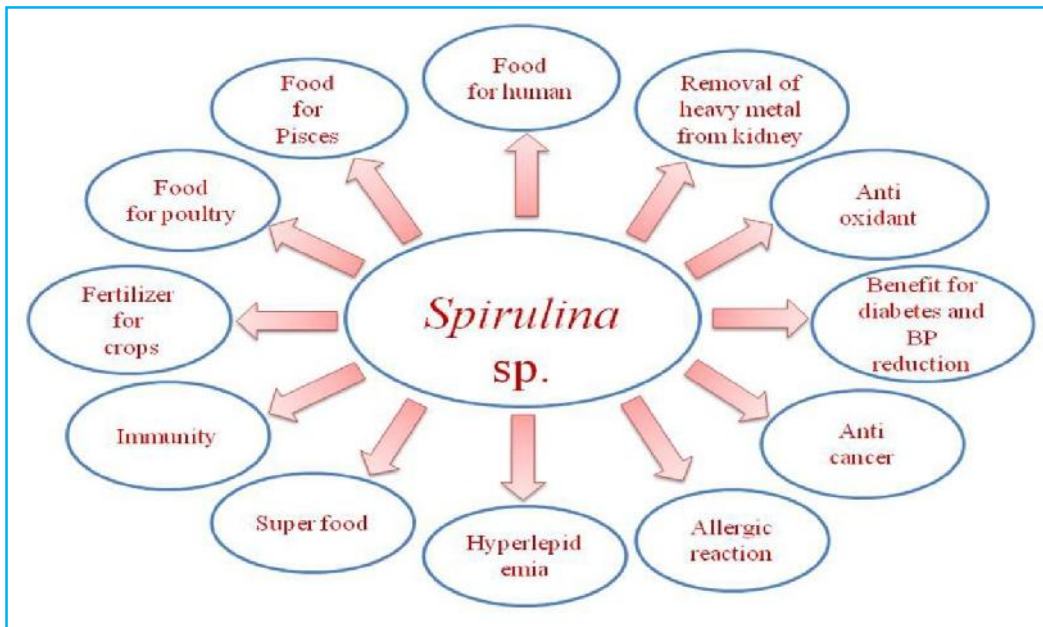 Food
for human
Removal of
heavy metal
from kidney
Anti
oxidant
Benefit for
diabetes and
BP
reduction
Anti
cancer
Allergic
reaction
Hyperlepid
emia
Super food
Immunity
Fertilizer
for
crops
Food
for poultry
Food
for
Pisces
Spirulina
sp.